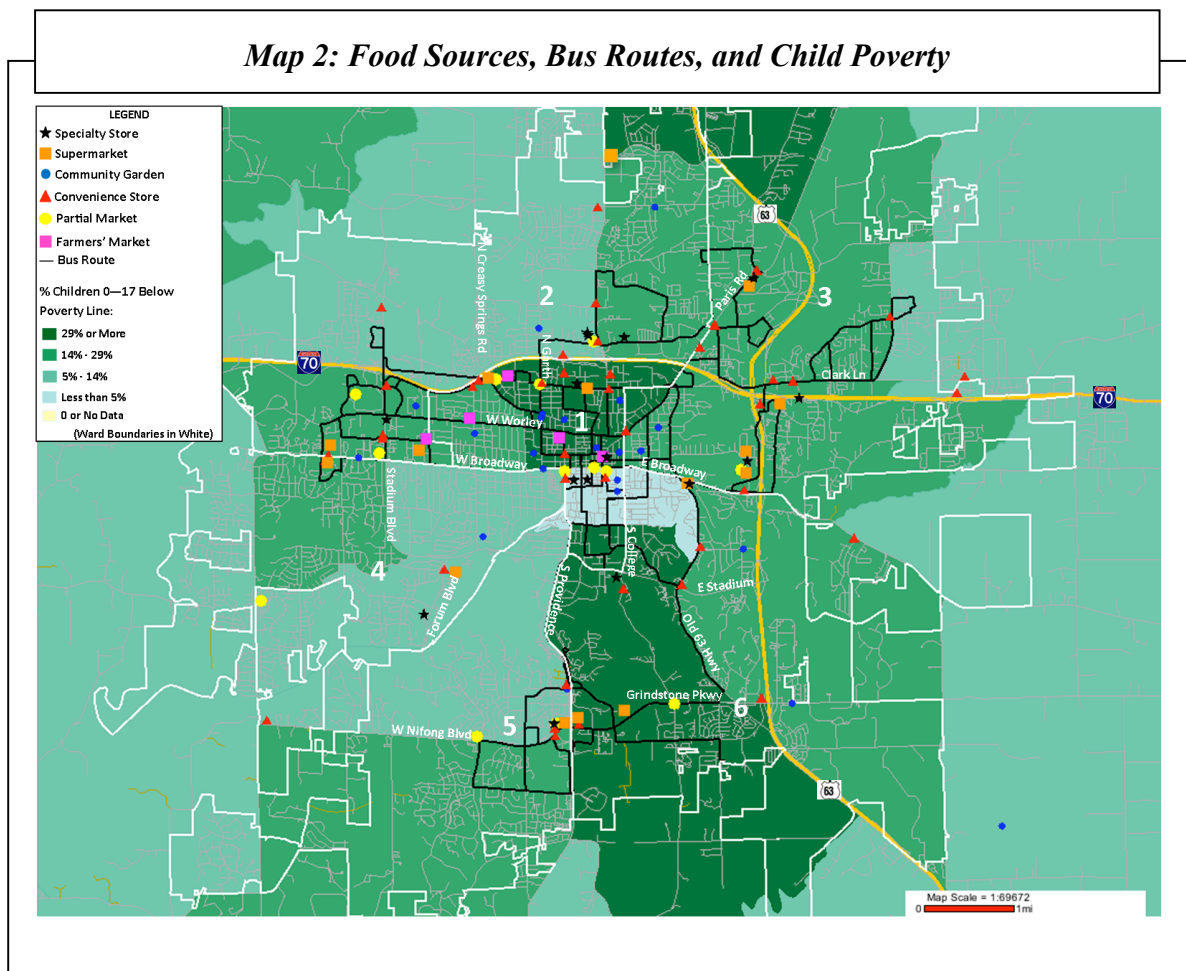 Map 2: Food Sources, Bus Routes, and Child Poverty
LEGEND
Specialty Store
Supermarket
Community Garden
Convenience Store
Partial Market
Farmers' Market
Bus Route
% Children 0—17 Below
Poverty Line:
29% or More
14% - 29%
5% - 14%
Less than 5%
0 or No Data
(Ward Boundaries in White)
63
N Creasy Springs Rd
2
Paris Rd
3
70
N Garth
Clark Ln
70
W Worley
1
W Broadway
E Broadway
Stadium Blvd
S College
4
Forum Blvd
S Providence
E Stadium
Old 63 Hwy
Grindstone Pkwy
6
5
W Nifong Blvd
63
Map Scale = 1:69672
0 1mi